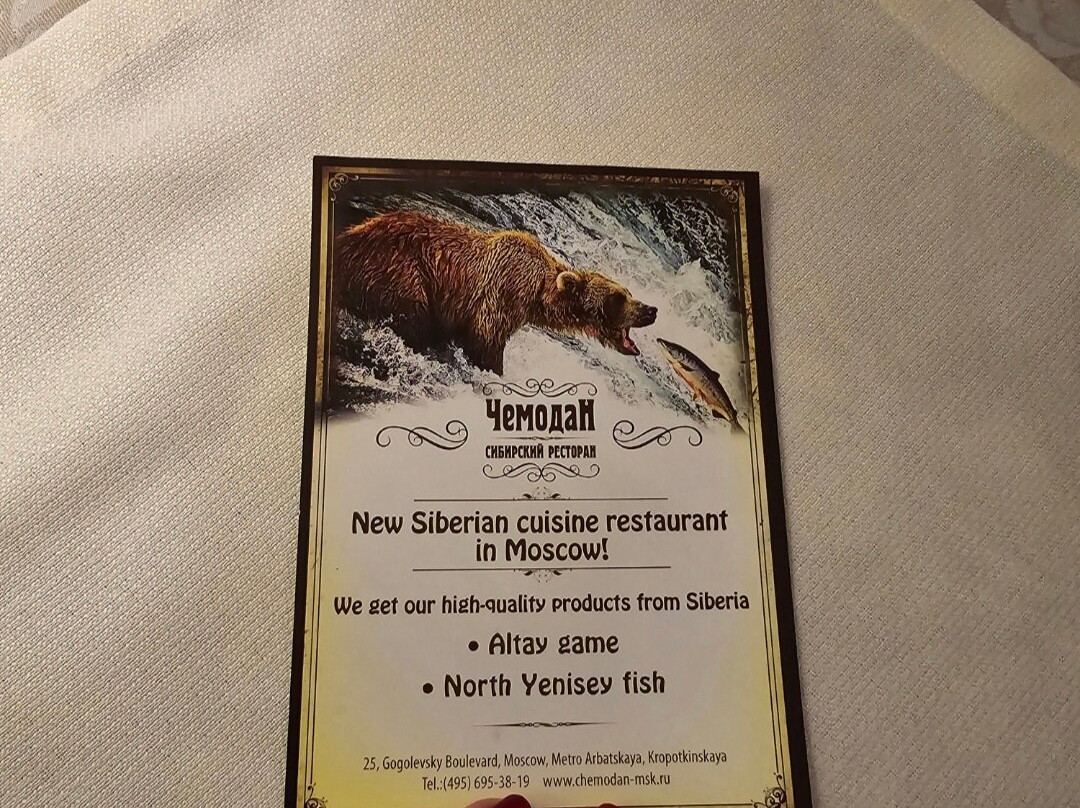 ЧемодаН
СИБИРСКИЙ РЕСТОРАН
New Siberian cuisine restaurant
in Moscow!
We get our high-quality products from Siberia
• Altay game
• North Yenisey fish
25, Gogolevsky Boulevard, Moscow, Metro Arbatskaya, Kropotkinskaya
Tel.:(495) 695-38-19 www.chemodan-msk.ru